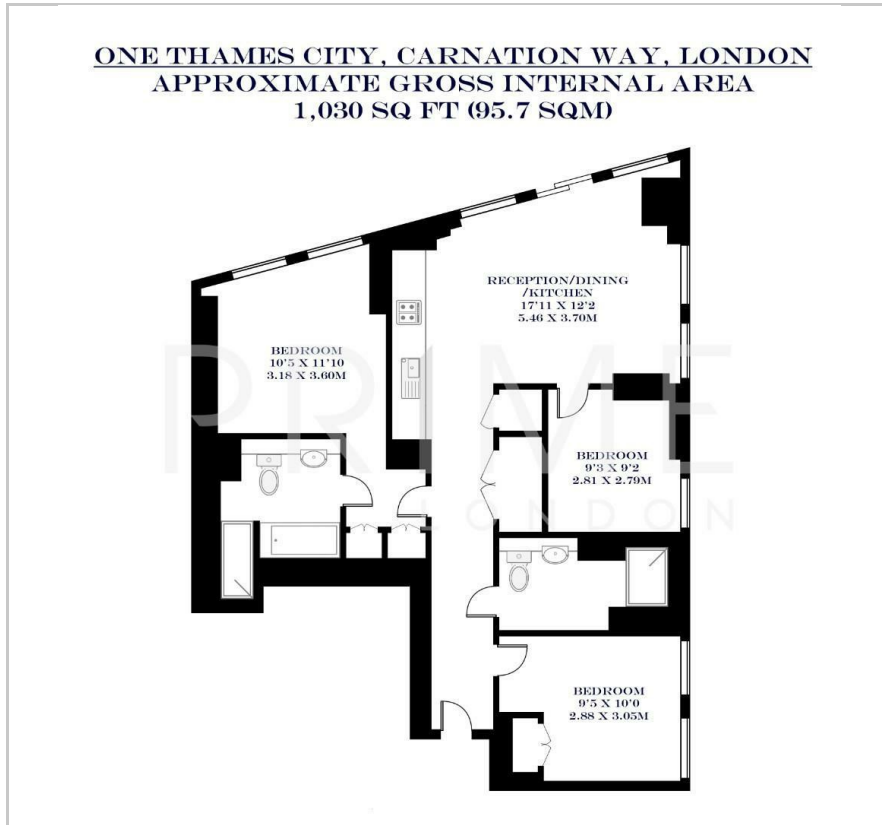 ONE THAMES CITY, CARNATION WAY, LONDON
APPROXIMATE GROSS INTERNAL AREA
1,030 SQ FT (95.7 SQM)
RECEPTION/DINING
/KITCHEN
17'11 X 12'2
5.46 X 3.70M
BEDROOM
10'5 X 11'10
3.18 X 3.60M
PRIME
LONDON
BEDROOM
9'3 X 9'2
2.81 X 2.79M
BEDROOM
9'5 X 10'0
2.88 X 3.05M